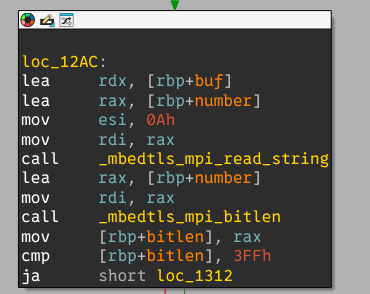 loc_12AC:
lea rdx, [rbp+buf]
lea rax, [rbp+number]
mov esi, 0Ah
mov rdi, rax
call _mbedtls_mpi_read_string
lea rax, [rbp+number]
mov rdi, rax
call _mbedtls_mpi_bitlen
mov [rbp+bitlen], rax
cmp [rbp+bitlen], 3FFh
ja short loc_1312